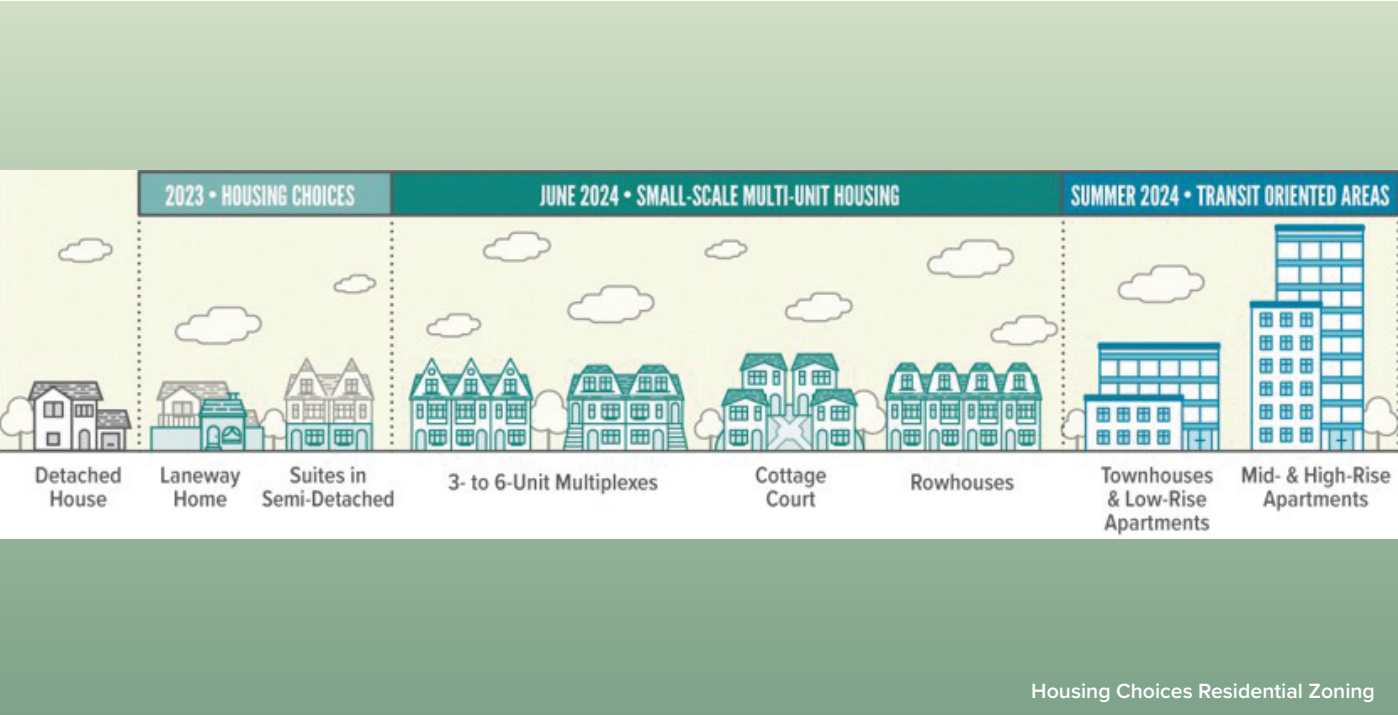 2023 • HOUSING CHOICES
JUNE 2024 • SMALL-SCALE MULTI-UNIT HOUSING
SUMMER 2024 • TRANSIT ORIENTED AREAS
Detached
House
Laneway
Home
Suites in
Semi-Detached
3- to 6-Unit Multiplexes
Cottage
Court
Rowhouses
Townhouses
& Low-Rise
Apartments
Mid- & High-Rise
Apartments
Housing Choices Residential Zoning